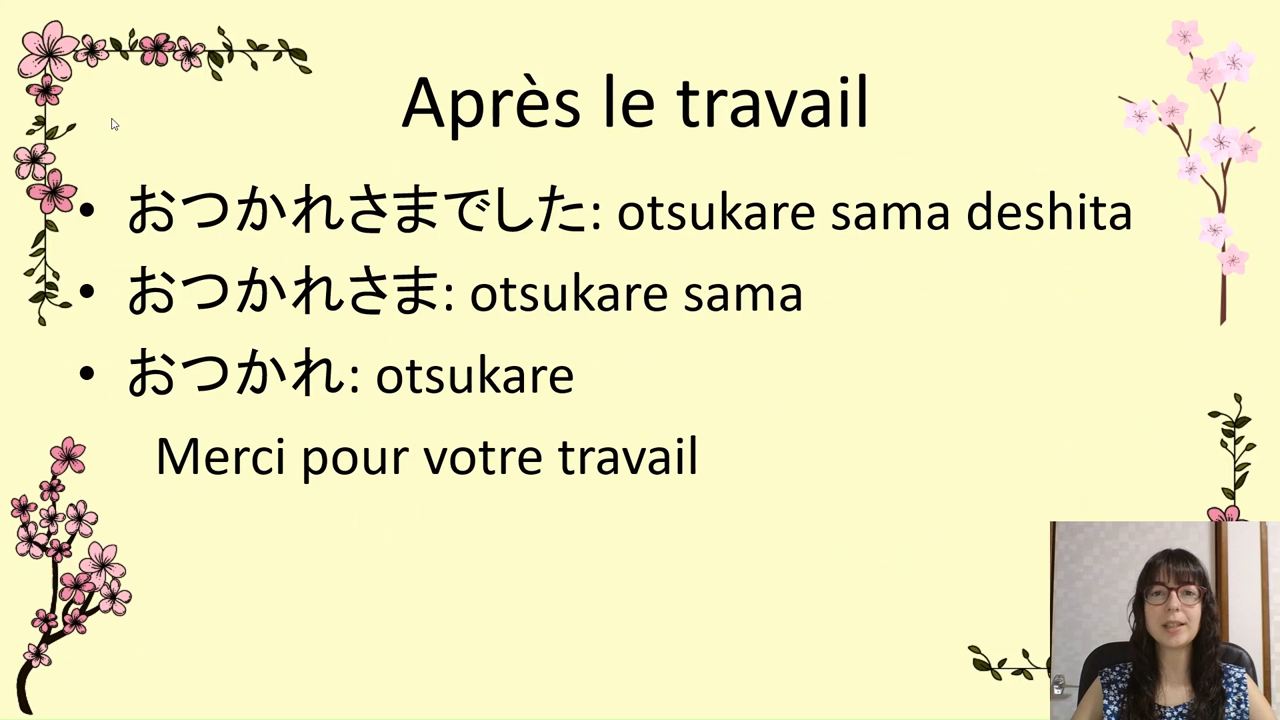 Après le travail
• おつかれさまでした: otsukare sama deshita
• おつかれさま: otsukare sama
• おつかれ: otsukare
Merci pour votre travail